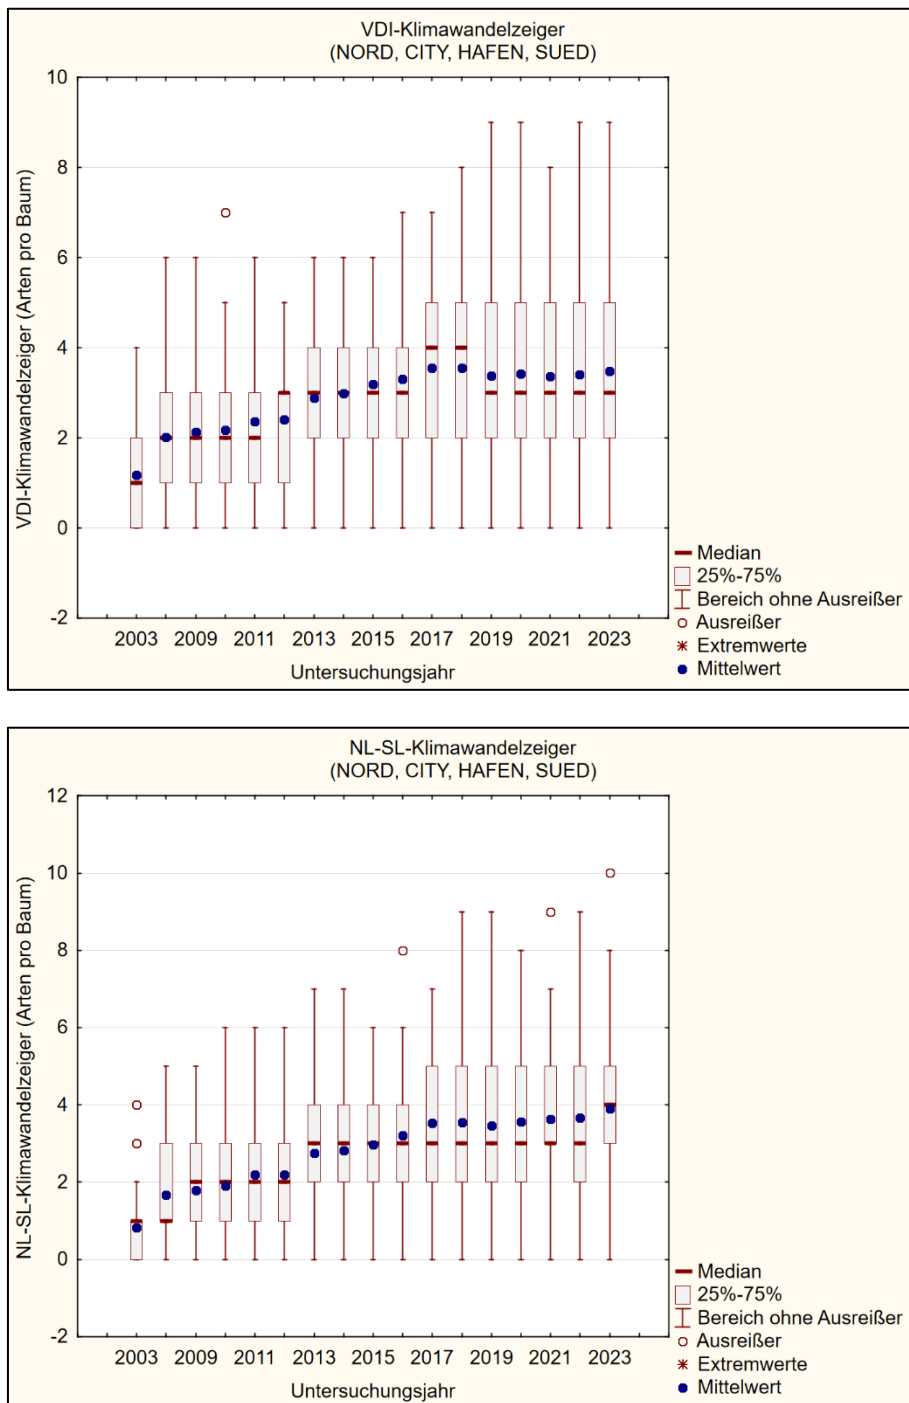 VDI-Klimawandelzeiger
(NORD, CITY, HAFEN, SUED)
VDI-Klimawandelzeiger (Arten pro Baum)
10
8
6
4
2
0
-2
2003 2009 2011 2013 2015 2017 2019 2021 2023
Untersuchungsjahr
Median
25%-75%
Bereich ohne Ausreißer
Ausreißer
Extremwerte
Mittelwert
NL-SL-Klimawandelzeiger
(NORD, CITY, HAFEN, SUED)
NL-SL-Klimawandelzeiger (Arten pro Baum)
12
10
8
6
4
2
0
-2
2003 2009 2011 2013 2015 2017 2019 2021 2023
Untersuchungsjahr
Median
25%-75%
Bereich ohne Ausreißer
Ausreißer
Extremwerte
Mittelwert